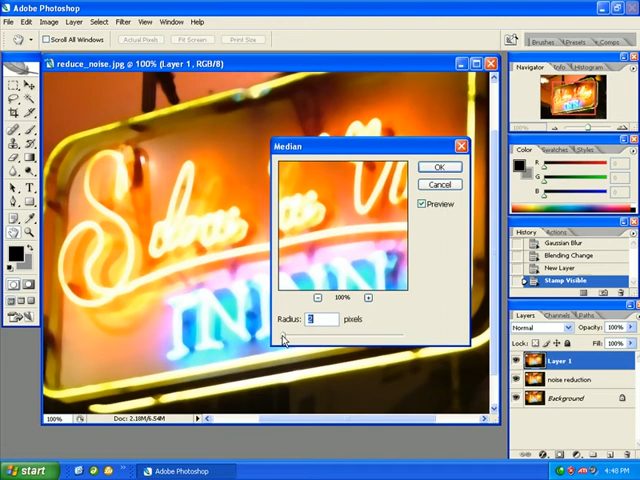 Adobe Photoshop
File Edit Image Layer Select Filter View Window Help
Scroll All Windows Actual Pixels Fit Screen Print Size
Brushes Presets Comps
reduce_noise.jpg @ 100% (Layer 1, RGB/8)
Navigator Info Histogram
100%
Median
OK
Cancel
Preview
100%
Radius: 2 pixels
Color Swatches Styles
R 0
G 0
B 0
History Actions
Gaussian Blur
Blending Change
New Layer
Stamp Visible
Layers Channels Paths
Normal Opacity: 100%
Lock: Fill: 100%
Layer 1
noise reduction
Background
100% Doc: 2.18M/6.54M
start Adobe Photoshop 4:48 PM